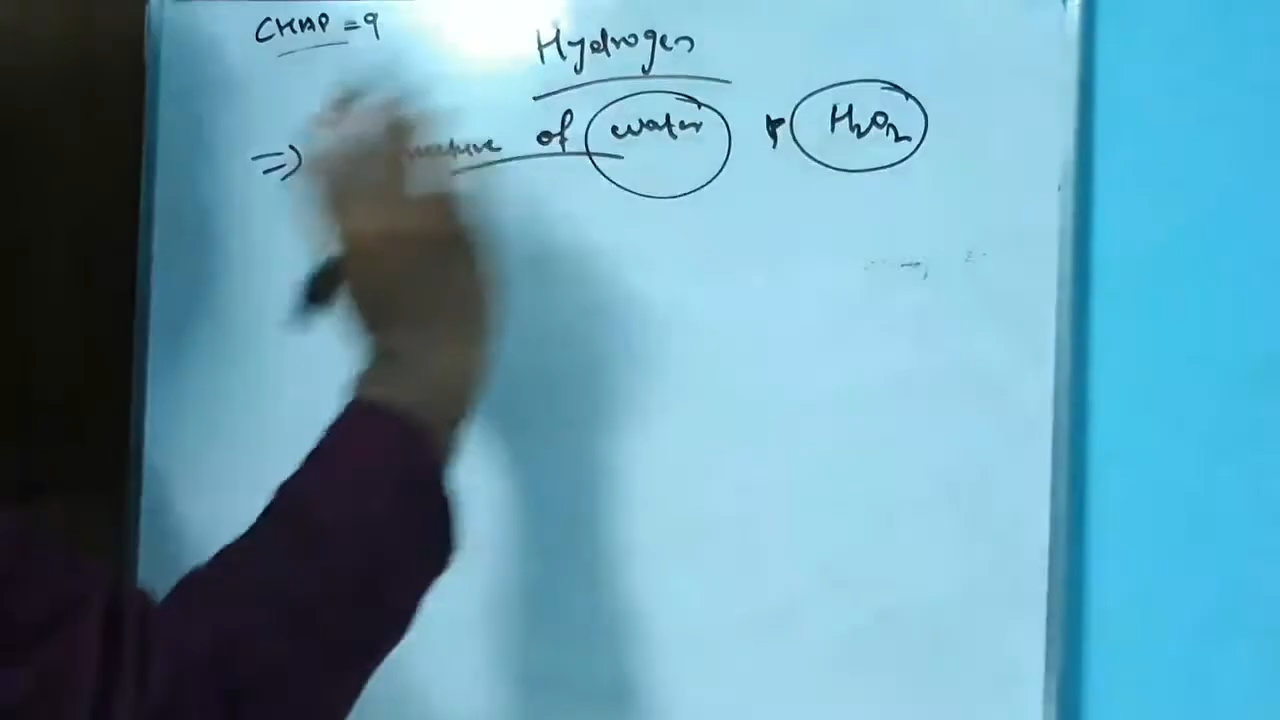 CHAP = 9
Hydrogen
=> of water & H2O2